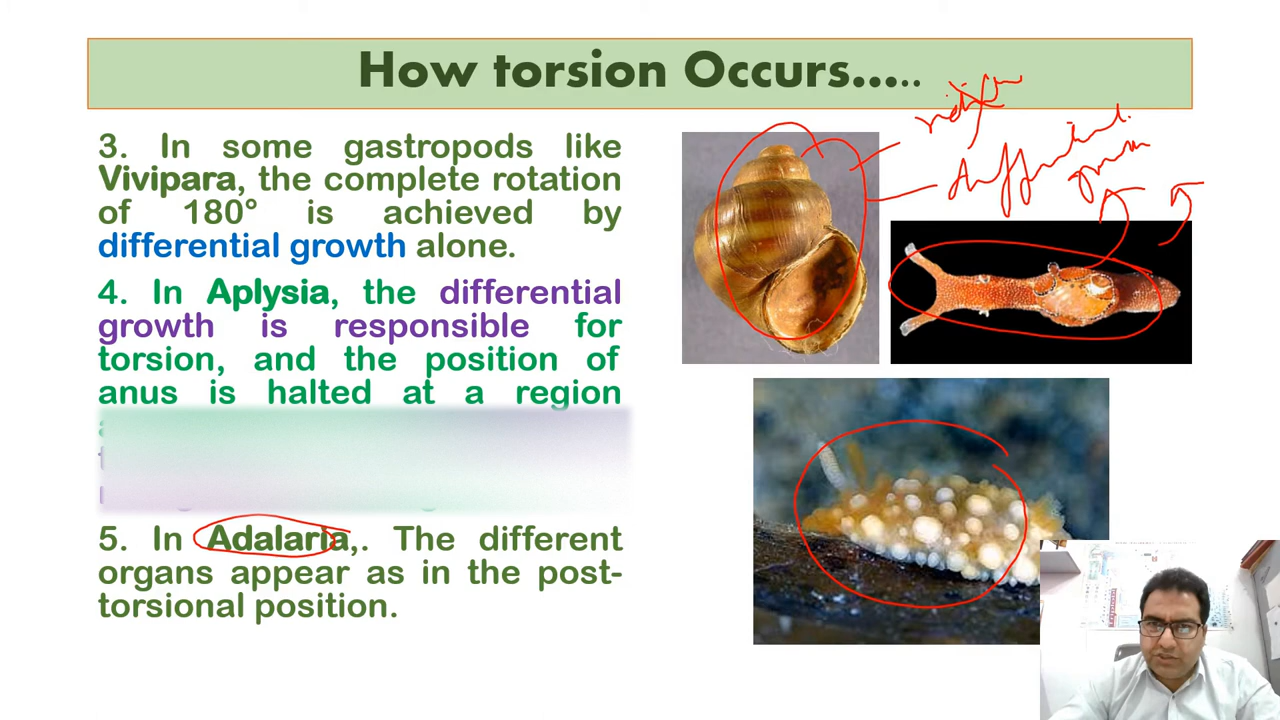 How torsion Occurs.....
3. In some gastropods like
Vivipara, the complete rotation
of 180° is achieved by
differential growth alone.
4. In Aplysia, the differential
growth is responsible for
torsion, and the position of
anus is halted at a region
5. In Adalaria,. The different
organs appear as in the post-
torsional position.